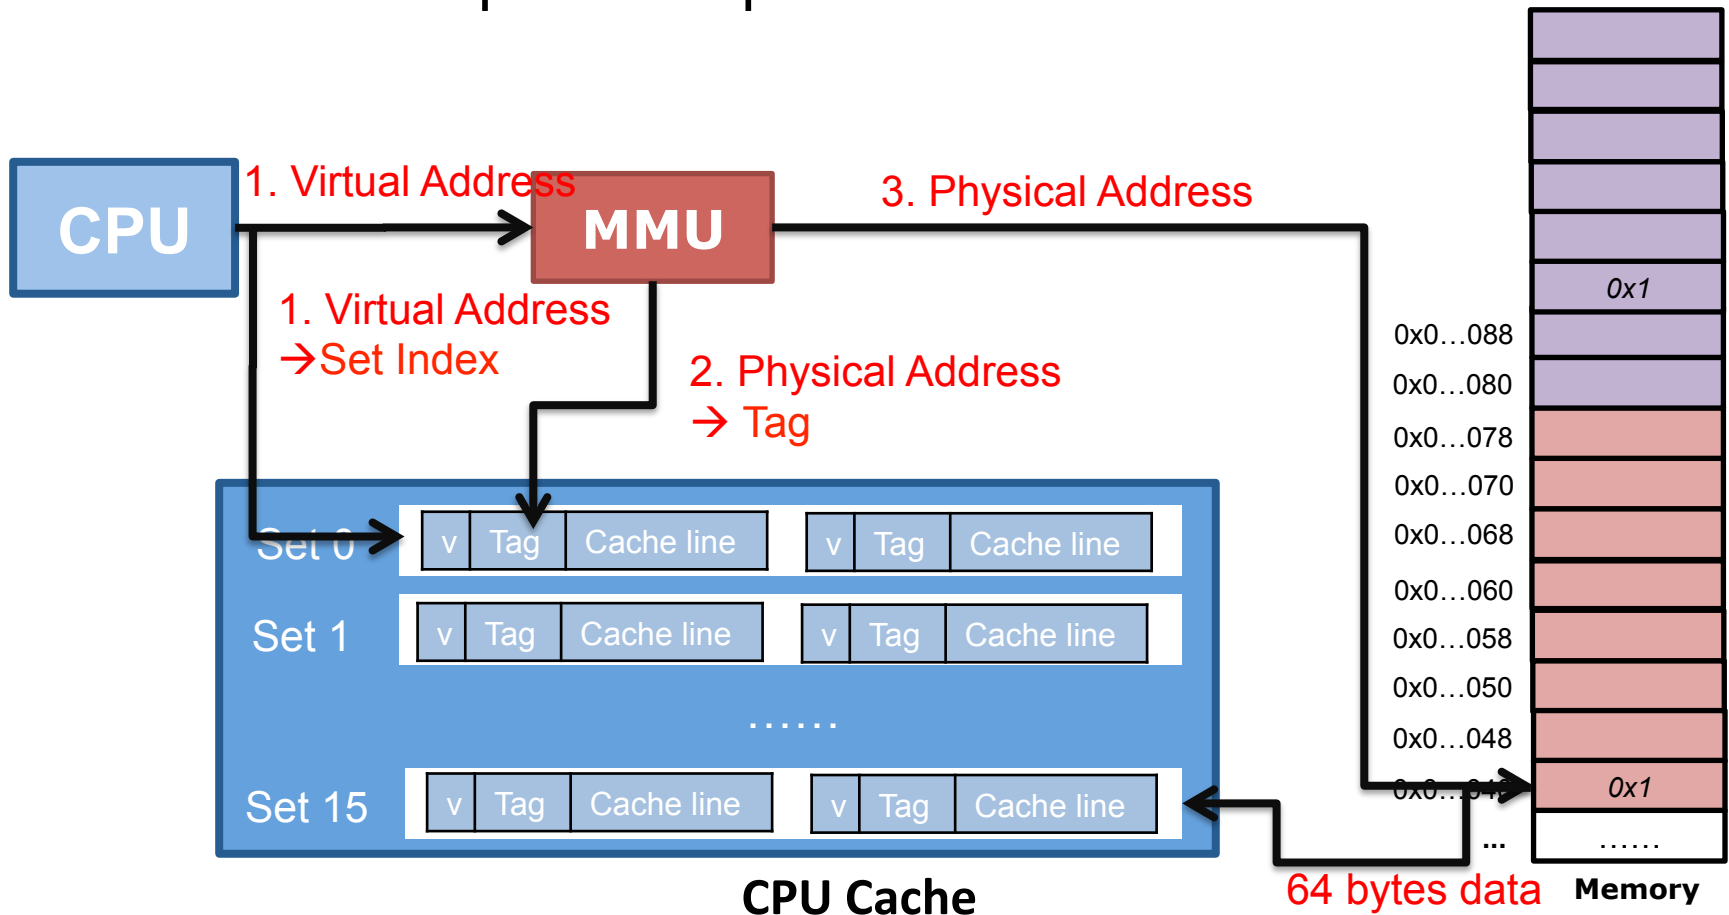 1. Virtual Address
3. Physical Address
CPU
MMU
1. Virtual Address
→Set Index
2. Physical Address
→ Tag
0x1
0x0…088
0x0…080
0x0…078
0x0…070
0x0…068
0x0…060
0x0…058
0x0…050
0x0…048
0x1
...
……
Set 0
v Tag Cache line
v Tag Cache line
Set 1
v Tag Cache line
v Tag Cache line
……
Set 15
v Tag Cache line
v Tag Cache line
64 bytes data
Memory
CPU Cache